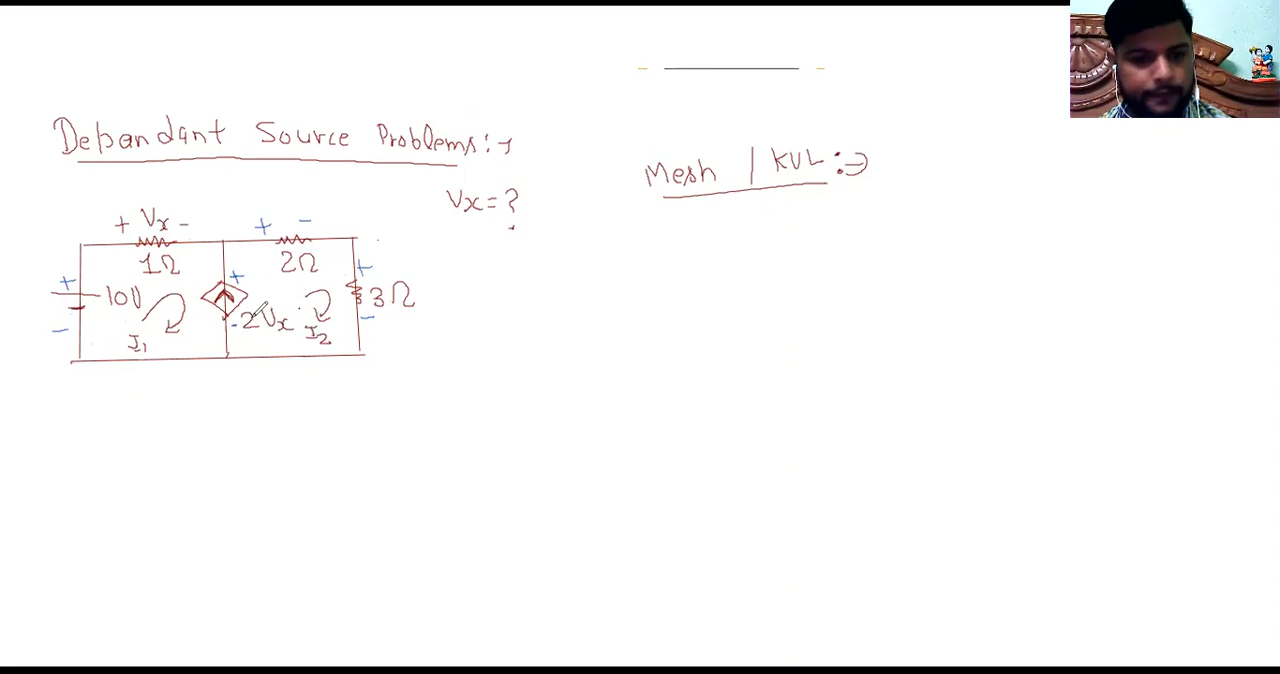 Debandant Source Problems:→
Mesh / KVL:⇒
Vx = ?
+ Vx - + -
1Ω 2Ω
+ + +
10V 3Ω
- 2Vx -
- I1 I2